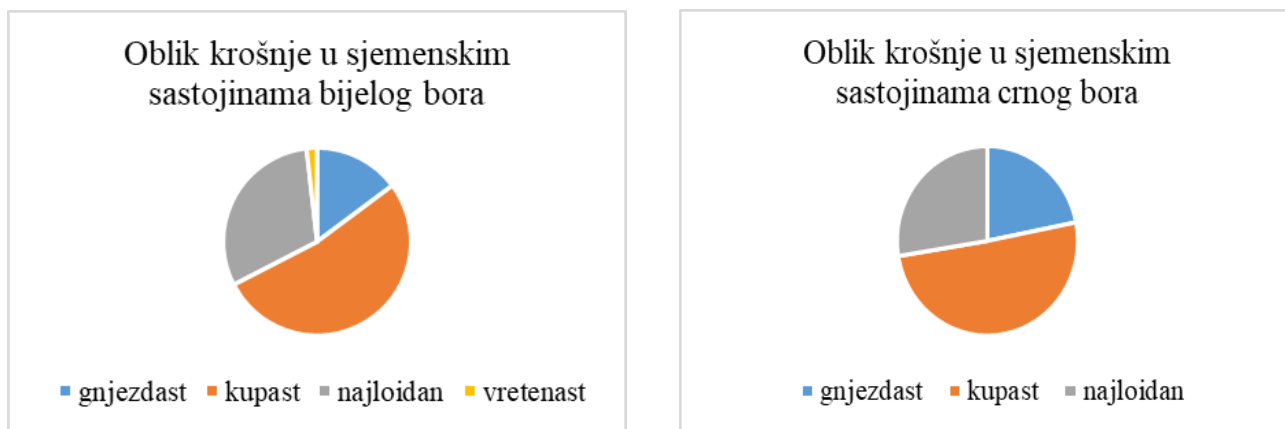 Oblik krošnje u sjemenskim
sastojinama bijelog bora
gnjezdast kupast najloidan vretenast
Oblik krošnje u sjemenskim
sastojinama crnog bora
gnjezdast kupast najloidan